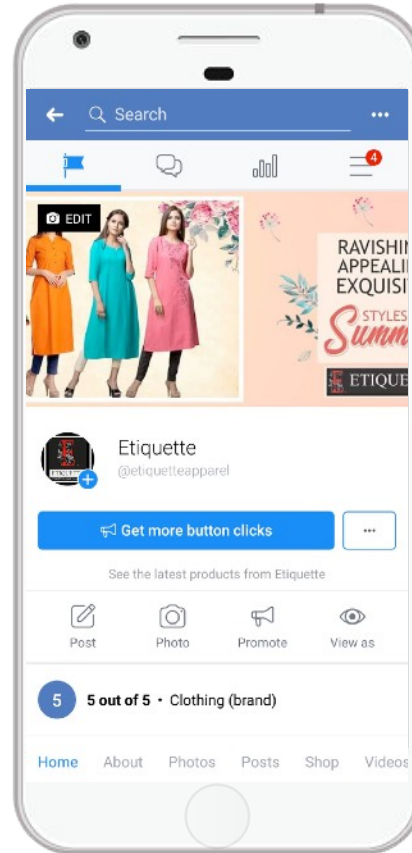 Search
4
EDIT
RAVISHIN
APPEALI
EXQUISI
STYLES
Summ
ETIQUE
Etiquette
@etiquetteapparel
Get more button clicks
See the latest products from Etiquette
Post Photo Promote View as
5 5 out of 5 · Clothing (brand)
Home About Photos Posts Shop Videos